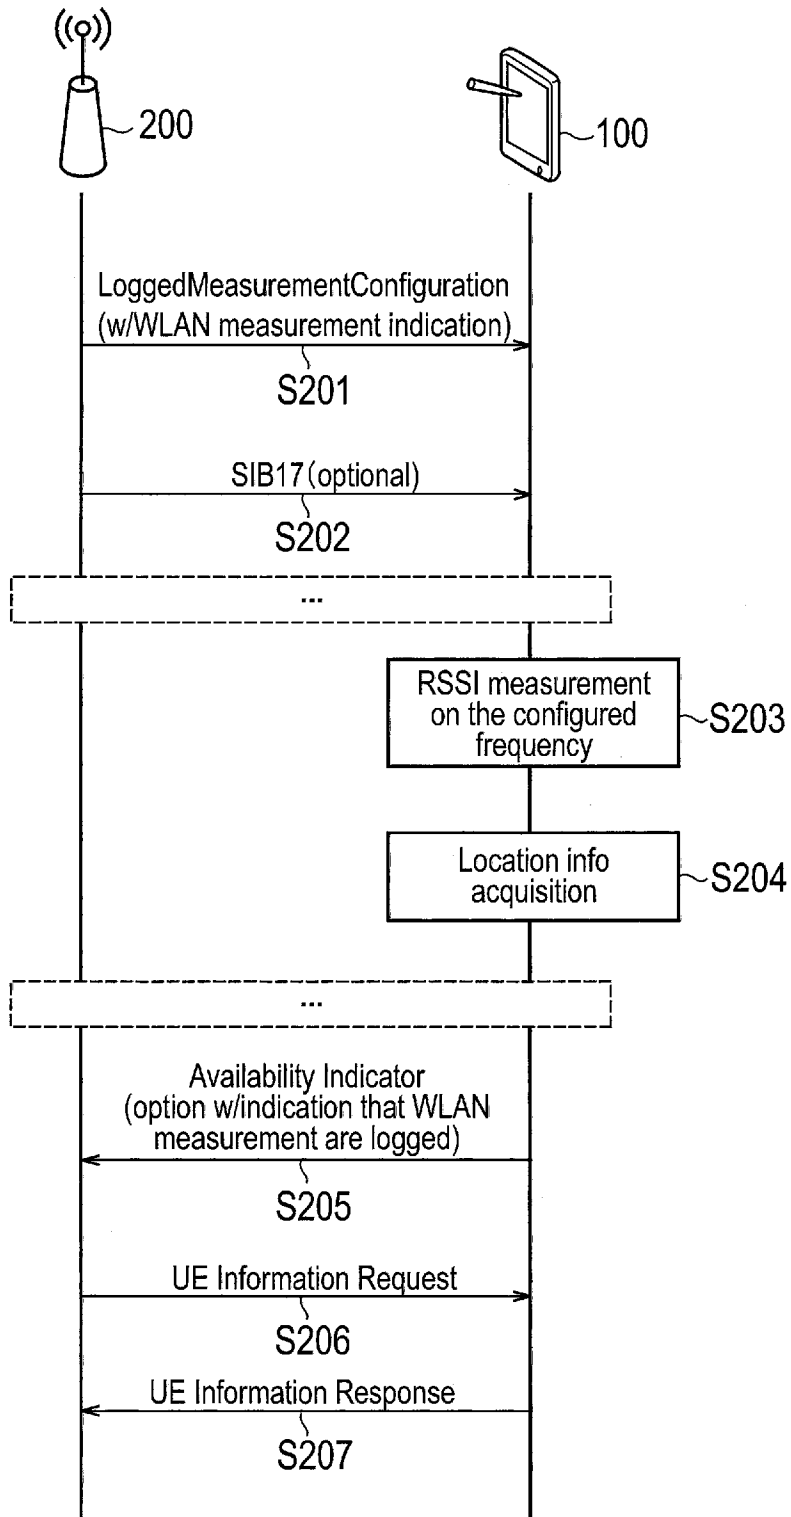 200
100
LoggedMeasurementConfiguration
(w/WLAN measurement indication)
S201
SIB17(optional)
S202
...
RSSI measurement
on the configured
frequency
S203
Location info
acquisition
S204
...
Availability Indicator
(option w/indication that WLAN
measurement are logged)
S205
UE Information Request
S206
UE Information Response
S207